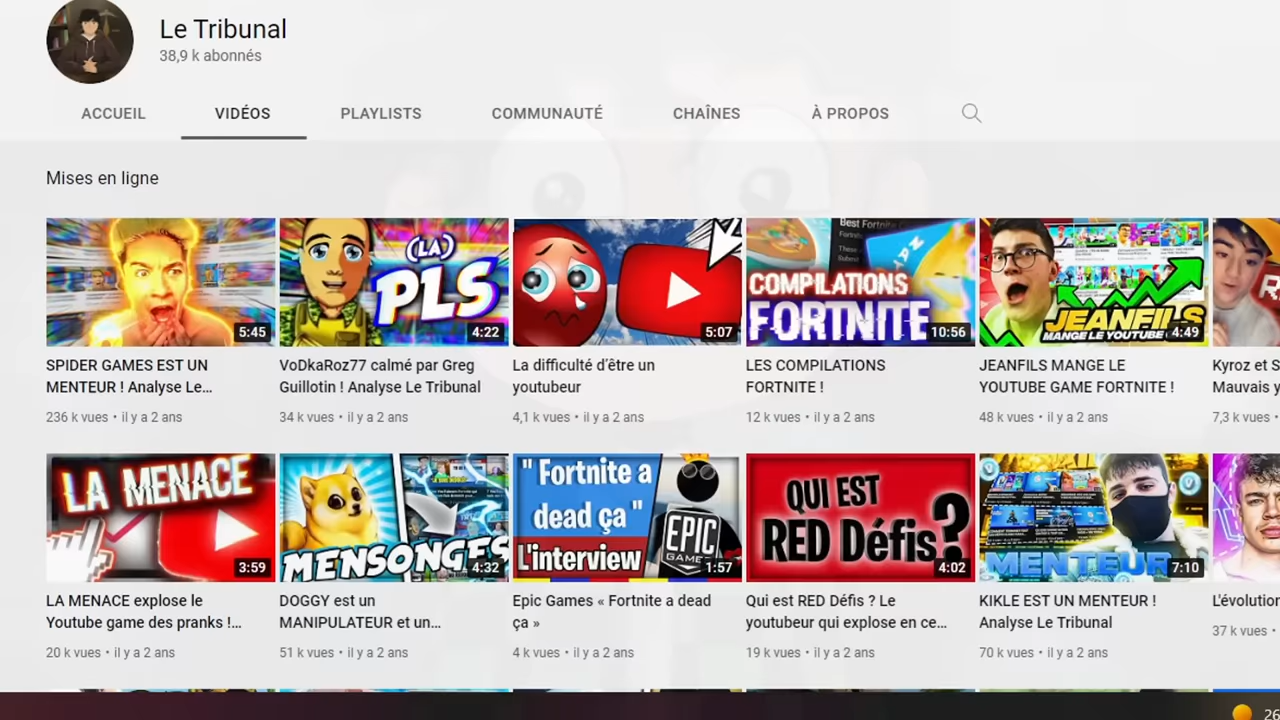 Le Tribunal
38,9 k abonnés
ACCUEIL VIDÉOS PLAYLISTS COMMUNAUTÉ CHAÎNES À PROPOS
Mises en ligne
5:45
(LA)
PLS
4:22
5:07
Best Fortnite
COMPILATIONS
FORTNITE
10:56
JEANFILS
MANGE LE YOUTUBE
4:49
SPIDER GAMES EST UN
MENTEUR ! Analyse Le...
236 k vues • il y a 2 ans
VoDkaRoz77 calmé par Greg
Guillotin ! Analyse Le Tribunal
34 k vues • il y a 2 ans
La difficulté d’être un
youtubeur
4,1 k vues • il y a 2 ans
LES COMPILATIONS
FORTNITE !
12 k vues • il y a 2 ans
JEANFILS MANGE LE
YOUTUBE GAME FORTNITE !
48 k vues • il y a 2 ans
Kyroz et S
Mauvais y
7,3 k vues •
LA MENACE
3:59
MENSONGES
4:32
" Fortnite a
dead ça "
L'interview
EPIC
GAMES
1:57
QUI EST
RED Défis?
4:02
MENTEUR
7:10
LA MENACE explose le
Youtube game des pranks !...
20 k vues • il y a 2 ans
DOGGY est un
MANIPULATEUR et un...
51 k vues • il y a 2 ans
Epic Games « Fortnite a dead
ça »
4 k vues • il y a 2 ans
Qui est RED Défis ? Le
youtubeur qui explose en ce...
19 k vues • il y a 2 ans
KIKLE EST UN MENTEUR !
Analyse Le Tribunal
70 k vues • il y a 2 ans
L'évolution
37 k vues •